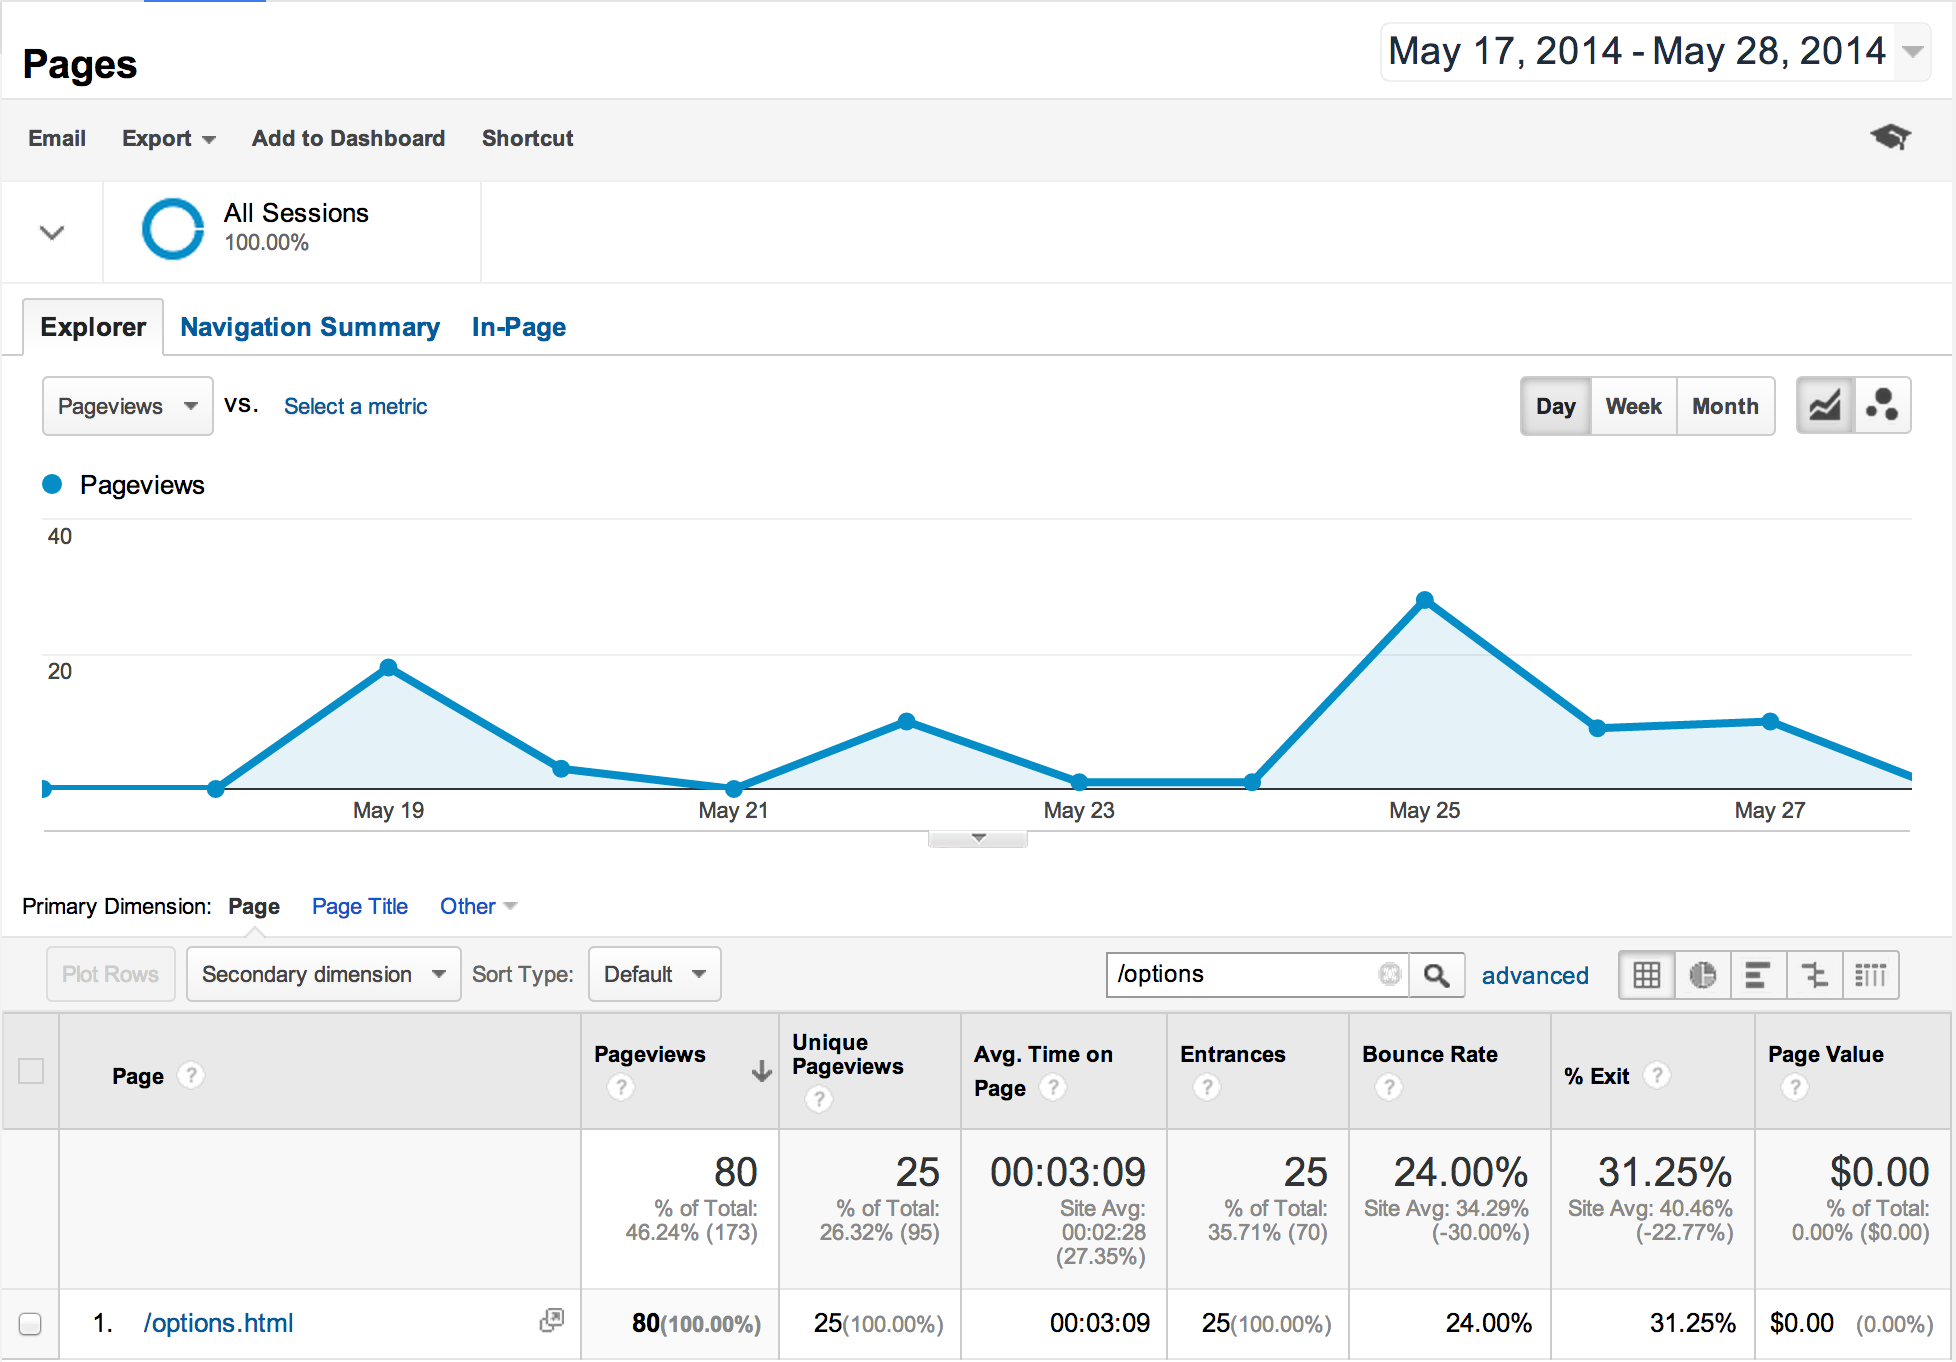 Pages
May 17, 2014 - May 28, 2014
Email Export Add to Dashboard Shortcut
All Sessions
100.00%
Explorer Navigation Summary In-Page
Pageviews VS. Select a metric Day Week Month
Pageviews
40
20
May 19 May 21 May 23 May 25 May 27
Primary Dimension: Page Page Title Other
Plot Rows Secondary dimension Sort Type: Default /options advanced
Page ? Pageviews ? Unique Pageviews ? Avg. Time on Page ? Entrances ? Bounce Rate ? % Exit ? Page Value ?
80 25 00:03:09 25 24.00% 31.25% $0.00
% of Total: 46.24% (173) % of Total: 26.32% (95) Site Avg: 00:02:28 (27.35%) % of Total: 35.71% (70) Site Avg: 34.29% (-30.00%) Site Avg: 40.46% (-22.77%) % of Total: 0.00% ($0.00)
1. /options.html 80(100.00%) 25(100.00%) 00:03:09 25(100.00%) 24.00% 31.25% $0.00 (0.00%)